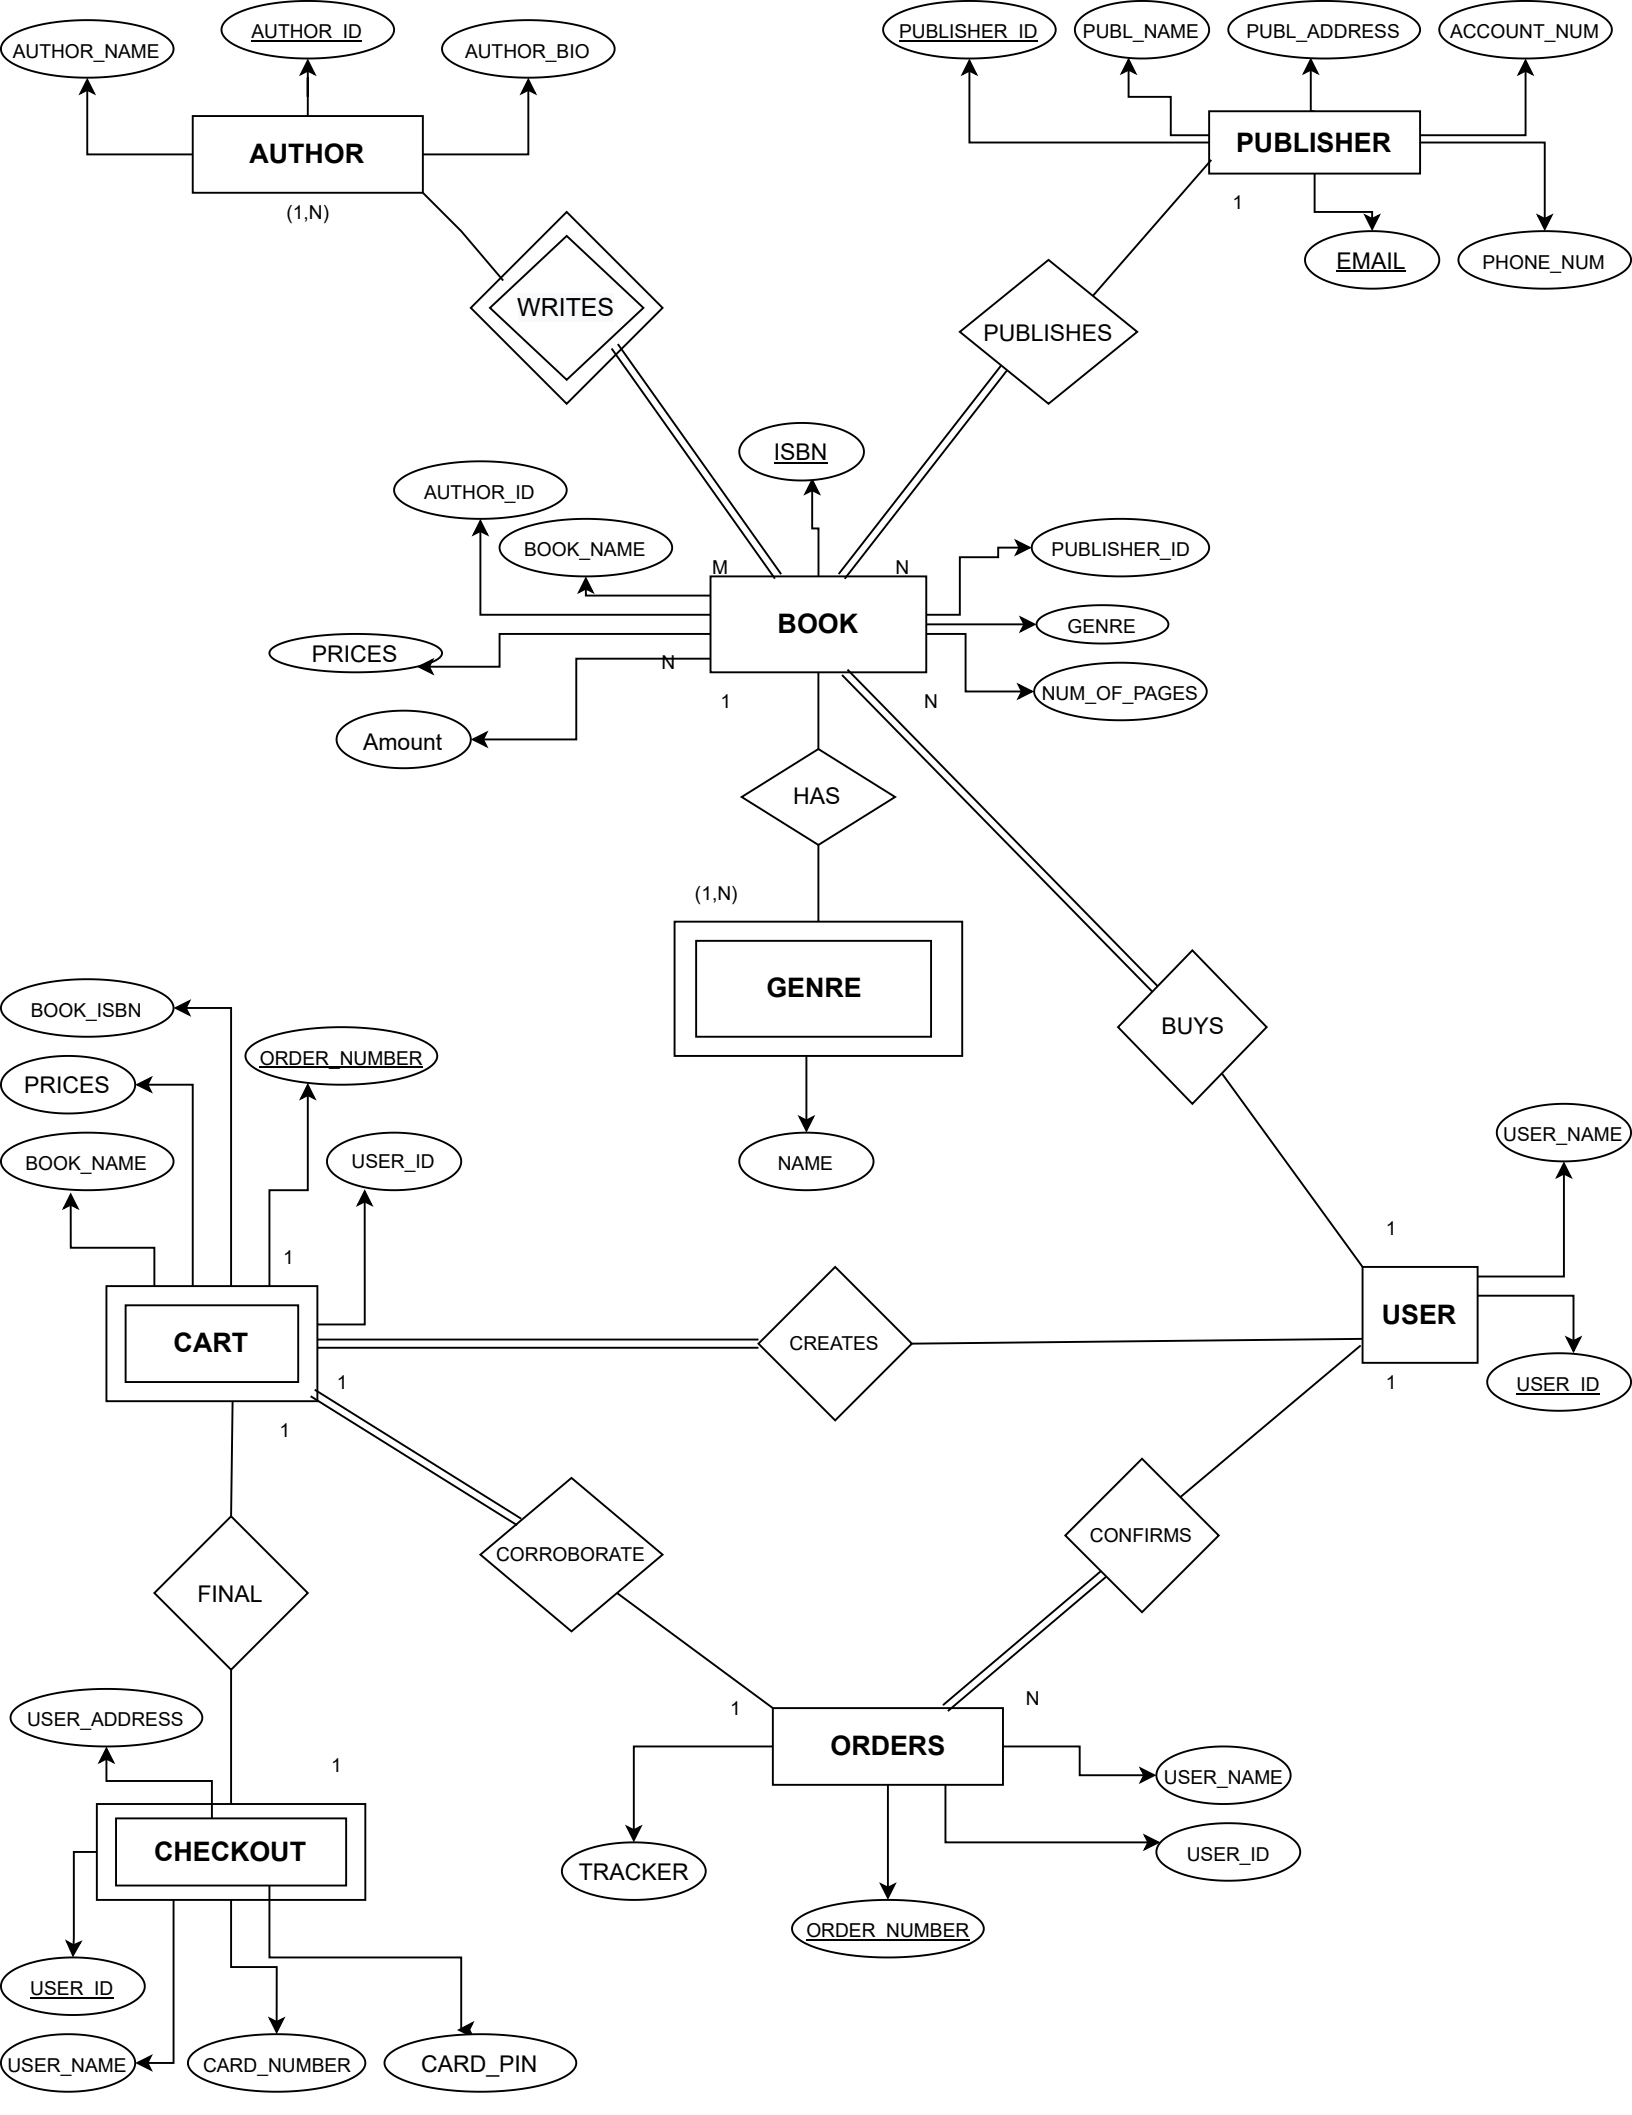 AUTHOR_ID
PUBLISHER_ID
PUBL_NAME
PUBL_ADDRESS
ACCOUNT_NUM
AUTHOR_NAME
AUTHOR_BIO
AUTHOR
PUBLISHER
(1,N)
1
EMAIL
PHONE_NUM
WRITES
PUBLISHES
ISBN
AUTHOR_ID
BOOK_NAME
PUBLISHER_ID
M
N
BOOK
GENRE
PRICES
N
NUM_OF_PAGES
1
N
Amount
HAS
(1,N)
GENRE
BOOK_ISBN
BUYS
ORDER_NUMBER
PRICES
USER_NAME
BOOK_NAME
USER_ID
NAME
1
1
CART
CREATES
USER
1
1
USER_ID
1
CONFIRMS
CORROBORATE
FINAL
N
1
USER_ADDRESS
ORDERS
1
USER_NAME
CHECKOUT
USER_ID
TRACKER
ORDER_NUMBER
USER_ID
USER_NAME
CARD_NUMBER
CARD_PIN